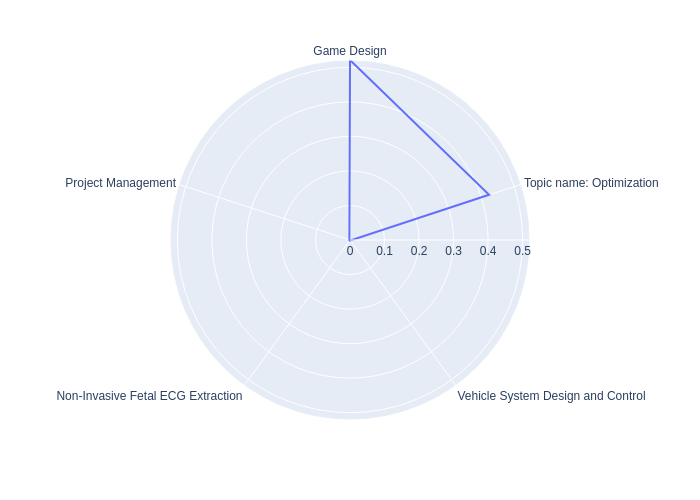 Game Design
Project Management
Topic name: Optimization
0 0.1 0.2 0.3 0.4 0.5
Non-Invasive Fetal ECG Extraction
Vehicle System Design and Control